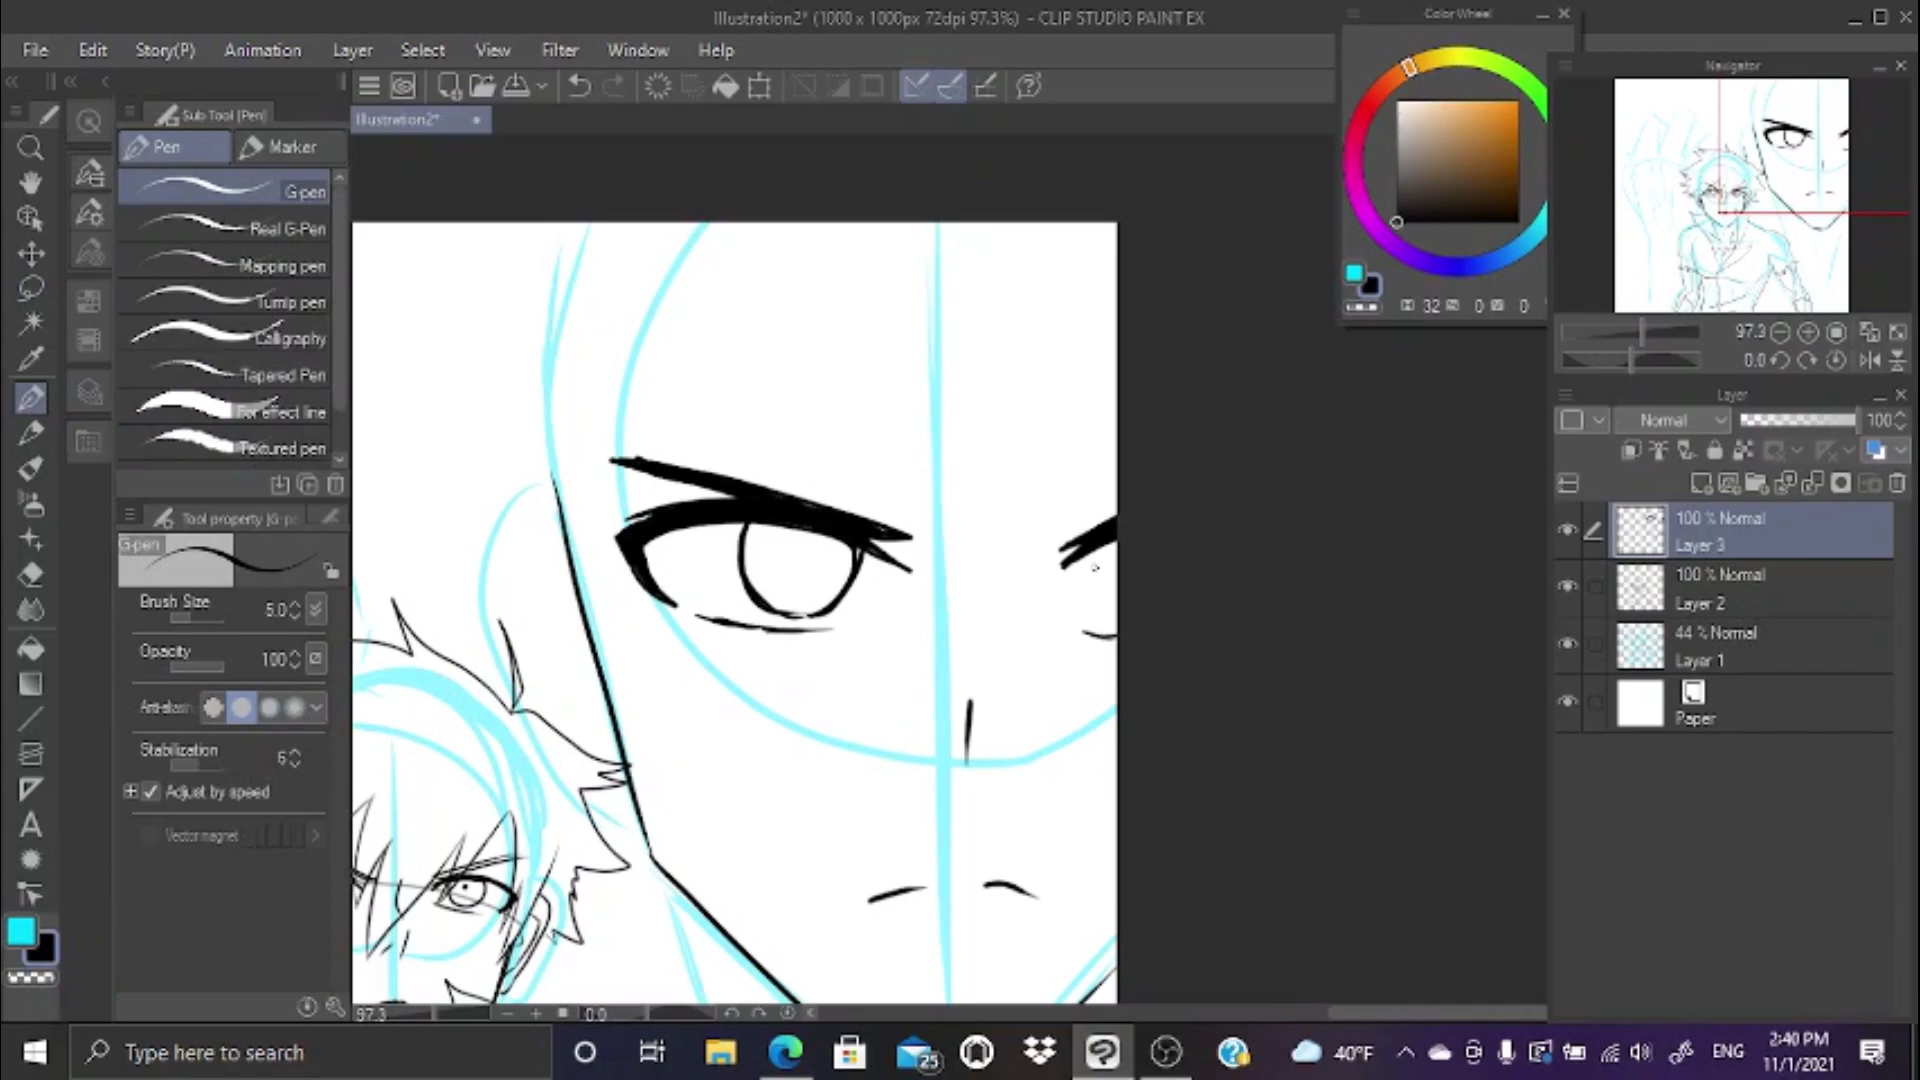 Illustration2* (1000 x 1000px 72dpi 97.3%) - CLIP STUDIO PAINT EX
Color Wheel
File Edit Story(P) Animation Layer Select View Filter Window Help
Navigator
Sub Tool [Pen]
Illustration2*
Pen Marker
G-pen
Real G-Pen
Mapping pen
Turnip pen
32 0 0
Calligraphy
97.3
0.0
Tapered Pen
Layer
For effect line
Normal 100
Textured pen
Tool property [G-pe
100 % Normal
Layer 3
G-pen
100 % Normal
Layer 2
Brush Size 5.0
44 % Normal
Layer 1
Opacity 100
Anti-aliasin
Paper
Stabilization 6
Adjust by speed
Vector magnet
A
97.3 0.0
Type here to search
25
40°F
ENG
2:40 PM
11/1/2021